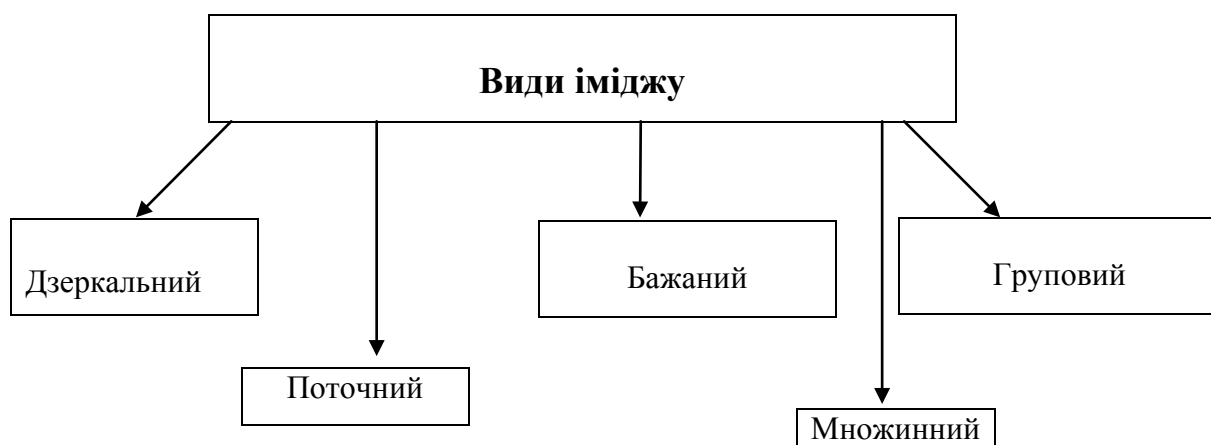 Види іміджу
Дзеркальний
Бажаний
Груповий
Поточний
Множинний